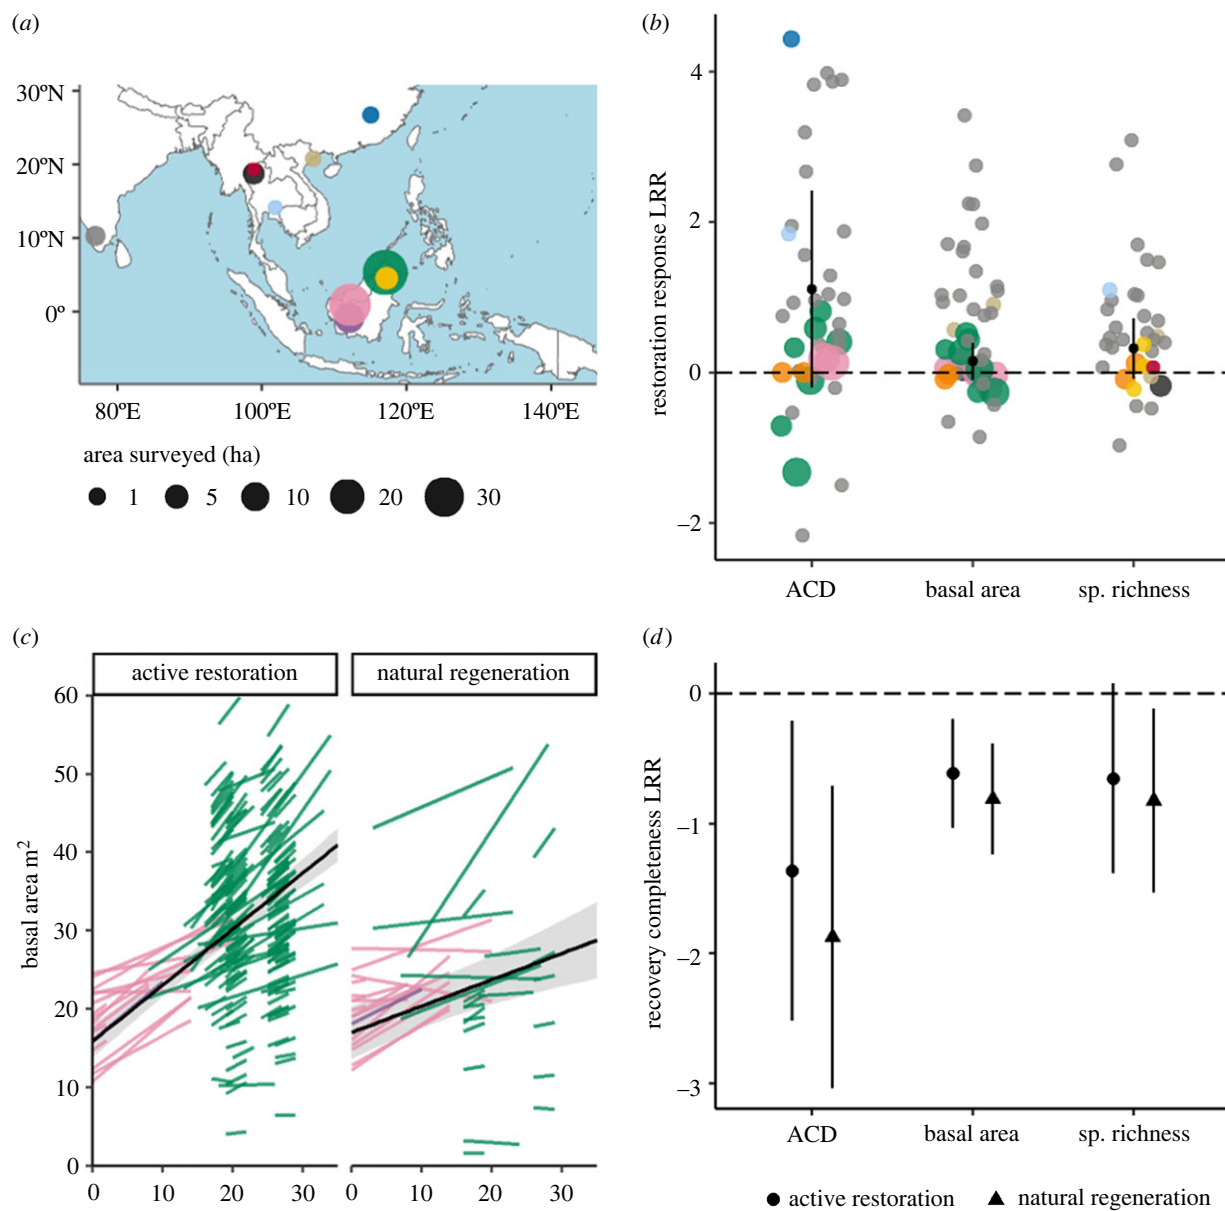 (a)
30ºN
20ºN
10ºN
0º
80ºE 100ºE 120ºE 140ºE
area surveyed (ha)
1 5 10 20 30
(b)
restoration response LRR
4
2
0
–2
ACD basal area sp. richness
(c)
active restoration natural regeneration
basal area m²
60
50
40
30
20
10
0
0 10 20 30 0 10 20 30
(d)
recovery completeness LRR
0
–1
–2
–3
ACD basal area sp. richness
active restoration natural regeneration